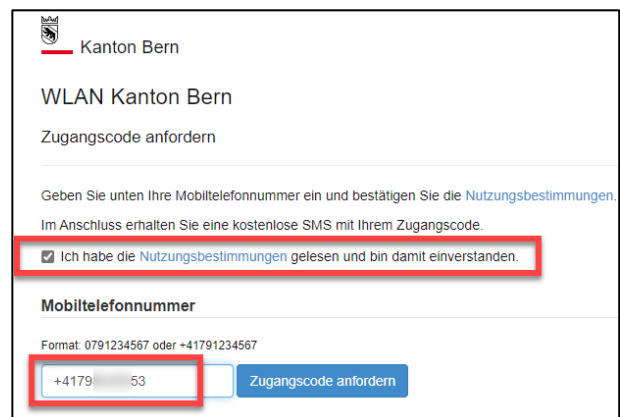 Kanton Bern
WLAN Kanton Bern
Zugangscode anfordern
Geben Sie unten Ihre Mobiltelefonnummer ein und bestätigen Sie die Nutzungsbestimmungen.
Im Anschluss erhalten Sie eine kostenlose SMS mit Ihrem Zugangscode.
Ich habe die Nutzungsbestimmungen gelesen und bin damit einverstanden.
Mobiltelefonnummer
Format: 0791234567 oder +41791234567
+4179 53 Zugangscode anfordern